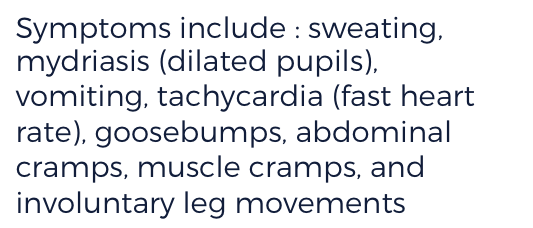 Symptoms include : sweating,
mydriasis (dilated pupils),
vomiting, tachycardia (fast heart
rate), goosebumps, abdominal
cramps, muscle cramps, and
involuntary leg movements